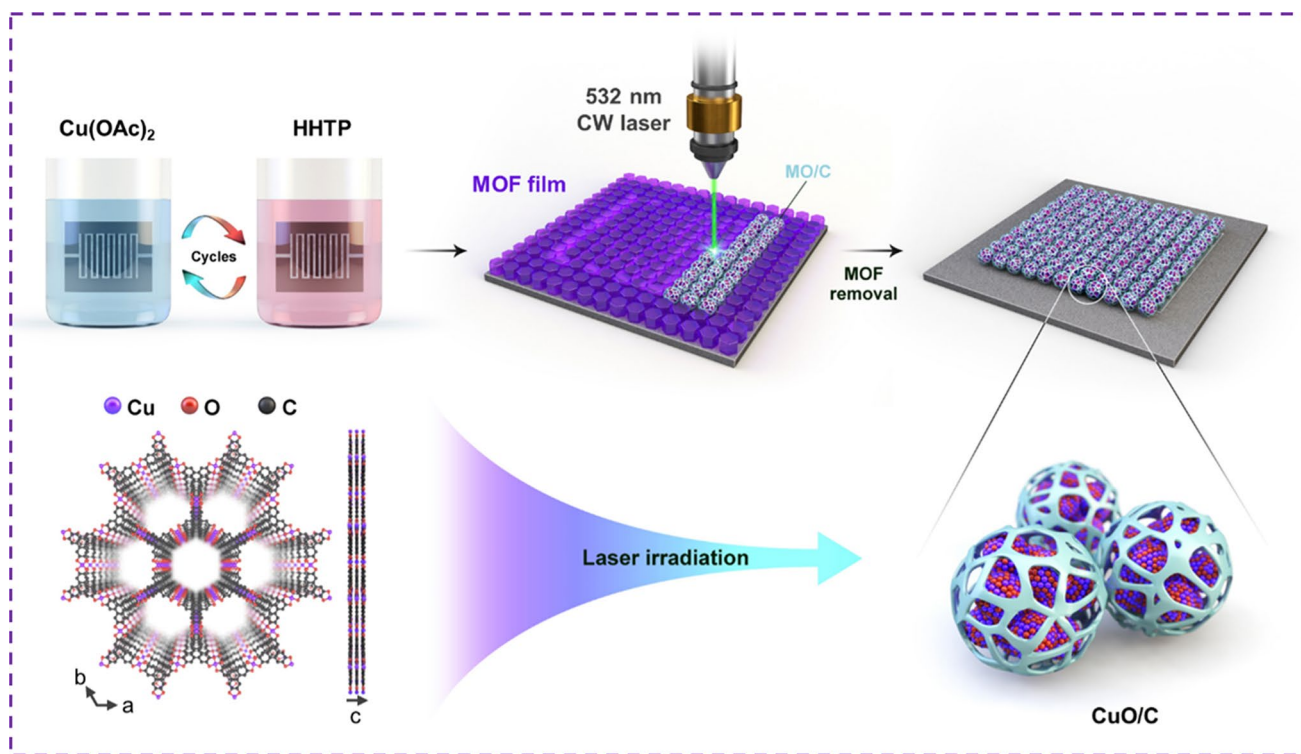 Cu(OAc)₂
HHTP
Cycles
532 nm
CW laser
MOF film
MO/C
MOF
removal
Cu
O
C
b
a
c
Laser irradiation
CuO/C